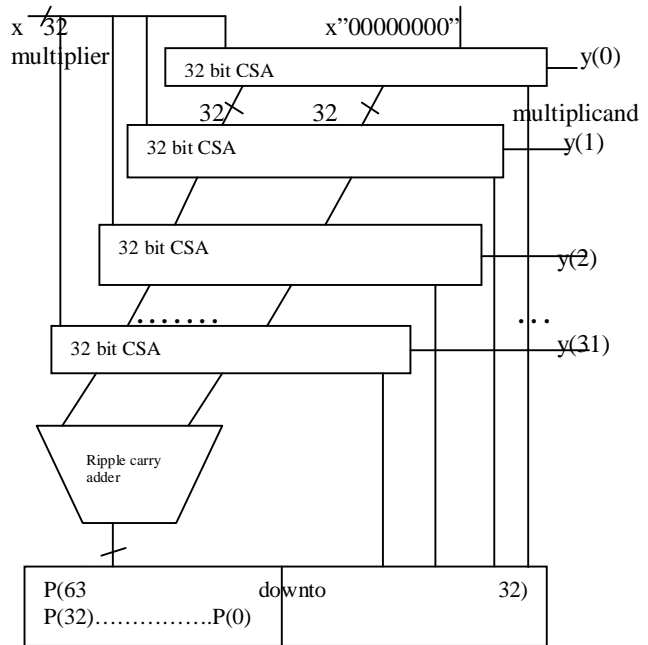 x 32 x”00000000”
multiplier
32 bit CSA y(0)
32 32 multiplicand
32 bit CSA y(1)
32 bit CSA y(2)
....... ...
32 bit CSA y(31)
Ripple carry
adder
P(63 downto 32)
P(32)................P(0)